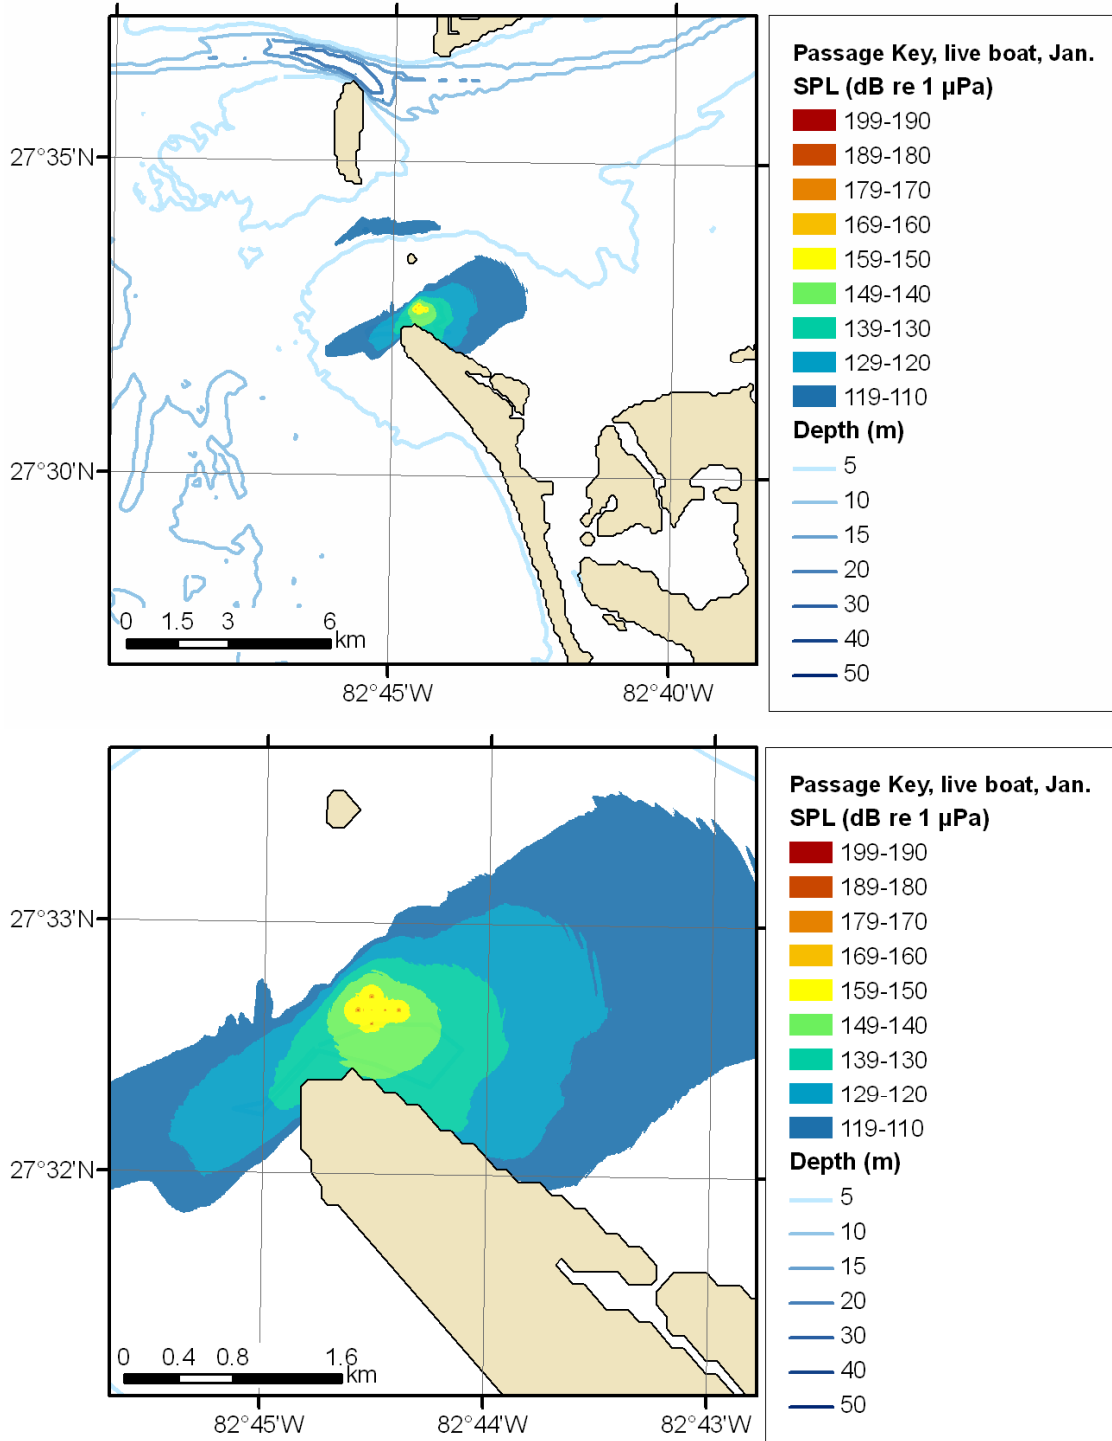 Passage Key, live boat, Jan.
SPL (dB re 1 µPa)
199-190
189-180
179-170
169-160
159-150
149-140
139-130
129-120
119-110
Depth (m)
5
10
15
20
30
40
50
27°35'N
27°30'N
0 1.5 3 6
km
82°45'W 82°40'W
Passage Key, live boat, Jan.
SPL (dB re 1 µPa)
199-190
189-180
179-170
169-160
159-150
149-140
139-130
129-120
119-110
Depth (m)
5
10
15
20
30
40
50
27°33'N
27°32'N
0 0.4 0.8 1.6
km
82°45'W 82°44'W 82°43'W